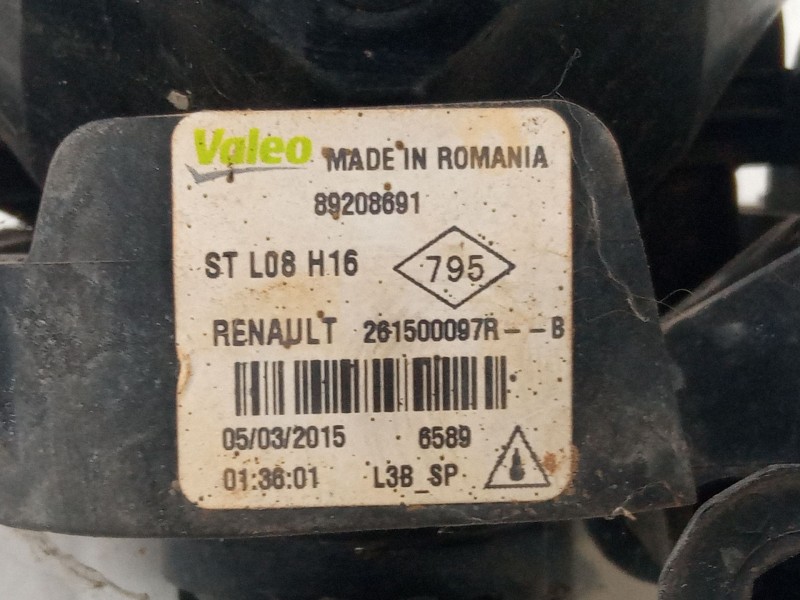 Valeo MADE IN ROMANIA
89208691
ST L08 H16 795
RENAULT 261500097R--B
05/03/2015 6589
01:36:01 L3B_SP